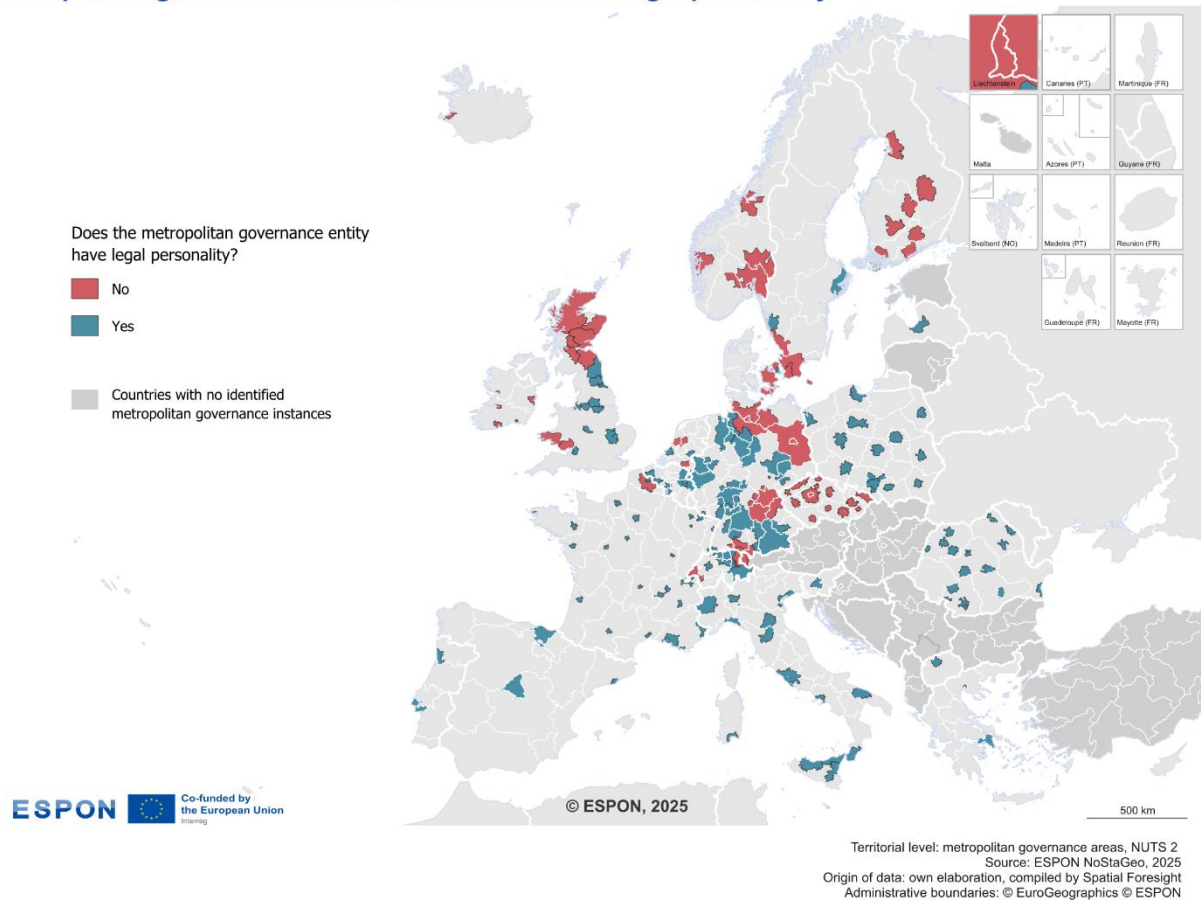 Liechtenstein
Canaries (PT)
Martinique (FR)
Malta
Azores (PT)
Guyane (FR)
Svalbard (NO)
Madeira (PT)
Reunion (FR)
Guadeloupe (FR)
Mayotte (FR)
Does the metropolitan governance entity
have legal personality?
No
Yes
Countries with no identified
metropolitan governance instances
ESPON
Co-funded by
the European Union
Interreg
© ESPON, 2025
500 km
Territorial level: metropolitan governance areas, NUTS 2
Source: ESPON NoStaGeo, 2025
Origin of data: own elaboration, compiled by Spatial Foresight
Administrative boundaries: © EuroGeographics © ESPON